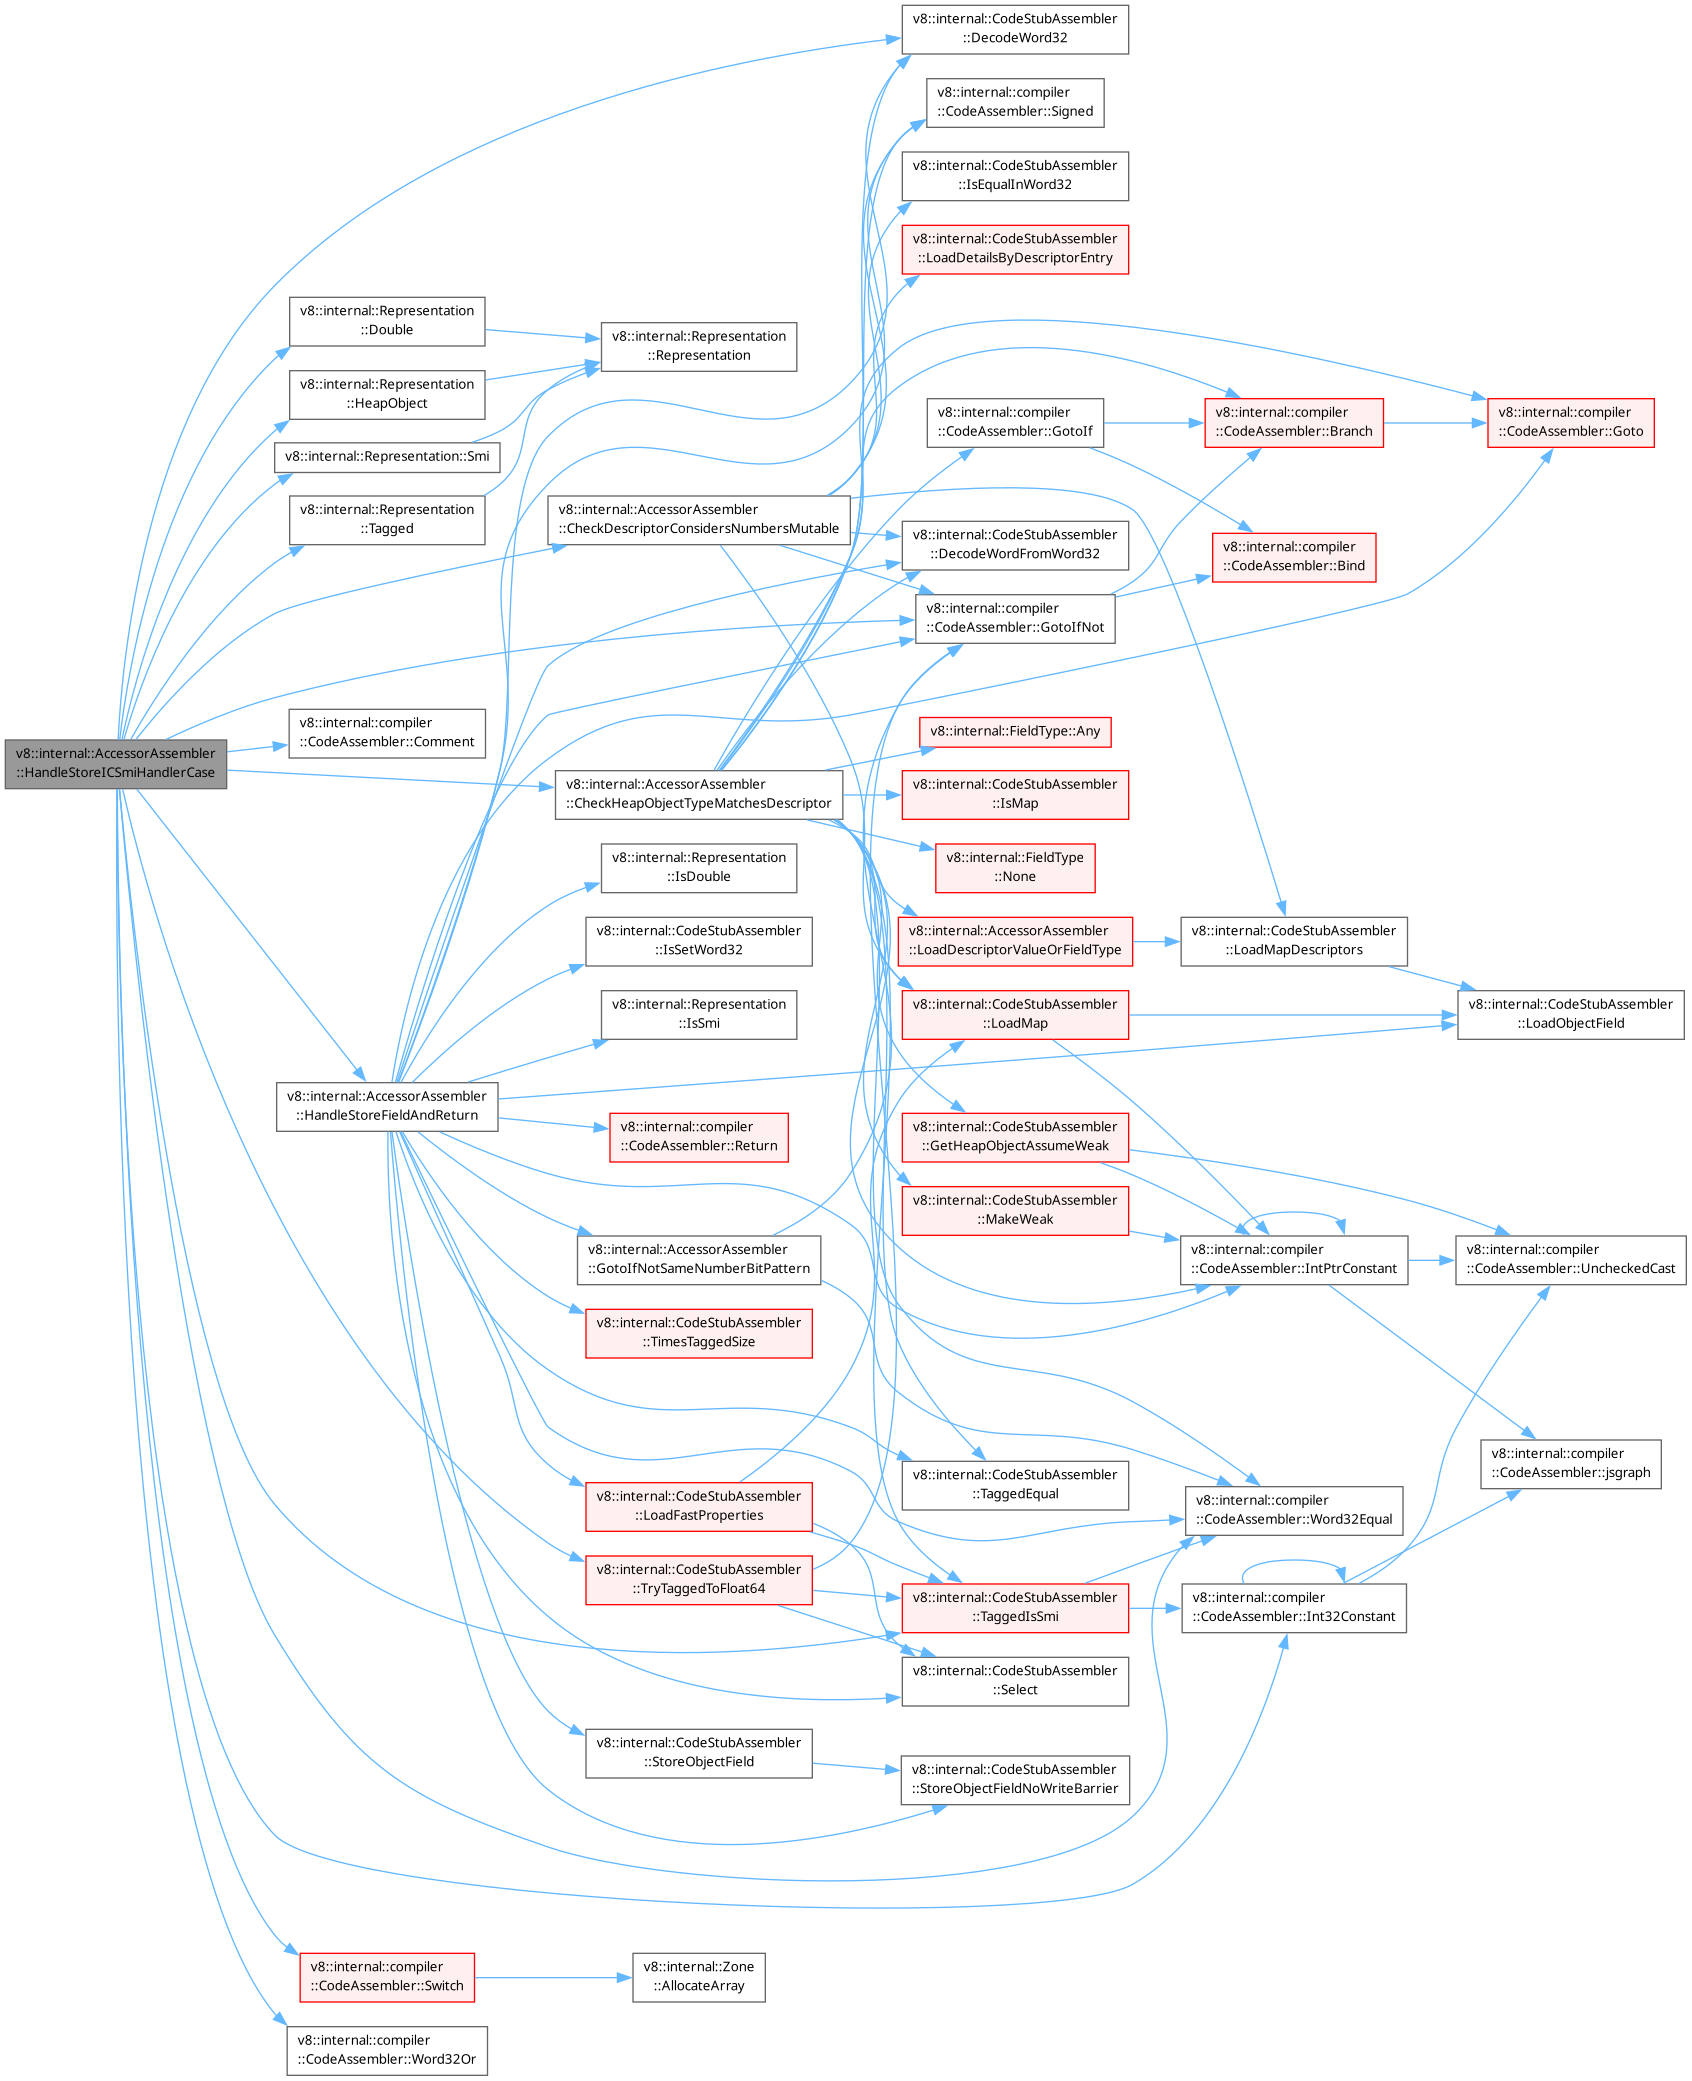 v8::internal::CodeStubAssembler
::DecodeWord32
v8::internal::compiler
::CodeAssembler::Signed
v8::internal::CodeStubAssembler
::IsEqualInWord32
v8::internal::CodeStubAssembler
::LoadDetailsByDescriptorEntry
v8::internal::Representation
::Double
v8::internal::Representation
::Representation
v8::internal::Representation
::HeapObject
v8::internal::compiler
::CodeAssembler::GotoIf
v8::internal::compiler
::CodeAssembler::Branch
v8::internal::compiler
::CodeAssembler::Goto
v8::internal::Representation::Smi
v8::internal::Representation
::Tagged
v8::internal::AccessorAssembler
::CheckDescriptorConsidersNumbersMutable
v8::internal::CodeStubAssembler
::DecodeWordFromWord32
v8::internal::compiler
::CodeAssembler::Bind
v8::internal::compiler
::CodeAssembler::GotoIfNot
v8::internal::compiler
::CodeAssembler::Comment
v8::internal::FieldType::Any
v8::internal::AccessorAssembler
::HandleStoreICSmiHandlerCase
v8::internal::AccessorAssembler
::CheckHeapObjectTypeMatchesDescriptor
v8::internal::CodeStubAssembler
::IsMap
v8::internal::Representation
::IsDouble
v8::internal::FieldType
::None
v8::internal::CodeStubAssembler
::IsSetWord32
v8::internal::AccessorAssembler
::LoadDescriptorValueOrFieldType
v8::internal::CodeStubAssembler
::LoadMapDescriptors
v8::internal::Representation
::IsSmi
v8::internal::CodeStubAssembler
::LoadMap
v8::internal::CodeStubAssembler
::LoadObjectField
v8::internal::AccessorAssembler
::HandleStoreFieldAndReturn
v8::internal::compiler
::CodeAssembler::Return
v8::internal::CodeStubAssembler
::GetHeapObjectAssumeWeak
v8::internal::CodeStubAssembler
::MakeWeak
v8::internal::AccessorAssembler
::GotoIfNotSameNumberBitPattern
v8::internal::compiler
::CodeAssembler::IntPtrConstant
v8::internal::compiler
::CodeAssembler::UncheckedCast
v8::internal::CodeStubAssembler
::TimesTaggedSize
v8::internal::CodeStubAssembler
::TaggedEqual
v8::internal::compiler
::CodeAssembler::jsgraph
v8::internal::CodeStubAssembler
::LoadFastProperties
v8::internal::compiler
::CodeAssembler::Word32Equal
v8::internal::CodeStubAssembler
::TryTaggedToFloat64
v8::internal::CodeStubAssembler
::TaggedIsSmi
v8::internal::compiler
::CodeAssembler::Int32Constant
v8::internal::CodeStubAssembler
::Select
v8::internal::CodeStubAssembler
::StoreObjectField
v8::internal::CodeStubAssembler
::StoreObjectFieldNoWriteBarrier
v8::internal::compiler
::CodeAssembler::Switch
v8::internal::Zone
::AllocateArray
v8::internal::compiler
::CodeAssembler::Word32Or